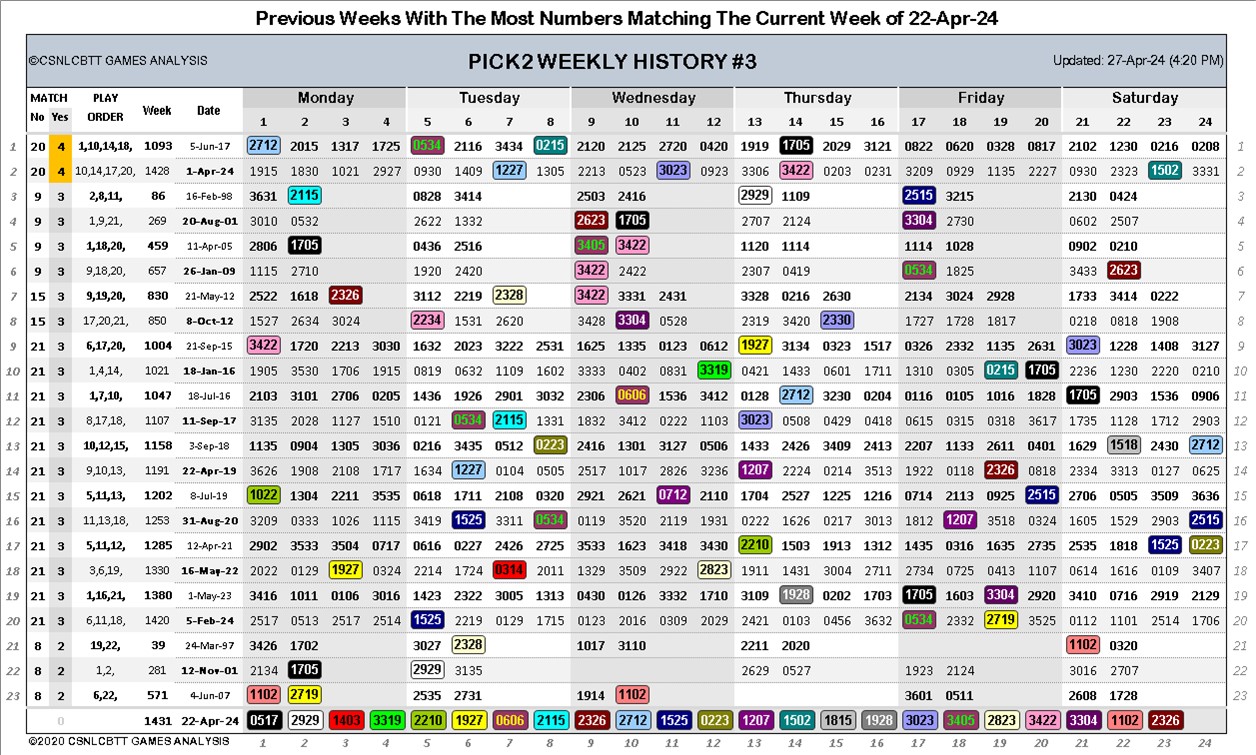 Previous Weeks With The Most Numbers Matching The Current Week of 22-Apr-24
©CSNLCBTT GAMES ANALYSIS PICK2 WEEKLY HISTORY #3 Updated: 27-Apr-24 (4:20 PM)
MATCH PLAY Week Date Monday Tuesday Wednesday Thursday Friday Saturday
No Yes ORDER 1 2 3 4 5 6 7 8 9 10 11 12 13 14 15 16 17 18 19 20 21 22 23 24
1 20 4 1,10,14,18, 1093 5-Jun-17 2712 2015 1317 1725 0534 2116 3434 0215 2120 2125 2720 0420 1919 1705 2029 3121 0822 0620 0328 0817 2102 1230 0216 0208 1
2 20 4 10,14,17,20, 1428 1-Apr-24 1915 1830 1021 2927 0930 1409 1227 1305 2213 0523 3023 0923 3306 3422 0203 0231 3209 0929 1135 2227 0930 2323 1502 3331 2
3 9 3 2,8,11, 86 16-Feb-98 3631 2115 0828 3414 2503 2416 2929 1109 2515 3215 2130 0424 3
4 9 3 1,9,21, 269 20-Aug-01 3010 0532 2622 1332 2623 1705 2707 2124 3304 2730 0602 2507 4
5 9 3 1,18,20, 459 11-Apr-05 2806 1705 0436 2516 3405 3422 1120 1114 1114 1028 0902 0210 5
6 9 3 9,18,20, 657 26-Jan-09 1115 2710 1920 2420 3422 2422 2307 0419 0534 1825 3433 2623 6
7 15 3 9,19,20, 830 21-May-12 2522 1618 2326 3112 2219 2328 3422 3331 2431 3328 0216 2630 2134 3024 2928 1733 3414 0222 7
8 15 3 17,20,21, 850 8-Oct-12 1527 2634 3024 2234 1531 2620 3428 3304 0528 2319 3420 2330 1727 1728 1817 0218 0818 1908 8
9 21 3 6,17,20, 1004 21-Sep-15 3422 1720 2213 4030 1632 2023 3222 2531 1625 1335 0123 0612 1927 3134 0323 1517 0326 2332 1135 2631 3023 1228 1408 3127 9
10 21 3 1,4,14, 1021 18-Jan-16 1905 3530 1706 1915 0819 0632 1109 1602 3333 0402 0831 3319 0421 1433 0601 1711 1310 0305 0215 1705 2236 1230 2220 0210 10
11 21 3 1,7,10, 1047 18-Jul-16 2103 3101 2706 0205 1436 1926 2901 3032 2306 0606 1536 3412 0128 2712 3230 0204 0116 0105 1016 1828 1705 2903 1536 0906 11
12 21 3 8,17,18, 1107 11-Sep-17 3135 2028 1127 1510 0121 0534 2115 1331 1832 3412 0222 1103 3023 0508 0429 0418 0615 0315 0318 3617 1735 1128 1712 2903 12
13 21 3 10,12,15, 1158 3-Sep-18 1135 0904 1305 3036 0216 3435 0512 0223 2416 1301 3127 0506 1433 2426 3409 2413 2207 1133 2611 0401 1629 1518 2430 2712 13
14 21 3 9,10,13, 1191 22-Apr-19 3626 1908 2108 1717 1634 1227 0104 0505 2517 1017 2826 3236 1207 2224 0214 3513 1922 0118 2326 0818 2334 3313 0127 0625 14
15 21 3 5,11,13, 1202 8-Jul-19 1022 1304 2211 3535 0618 1711 2108 0320 2921 2621 0712 2110 1704 2527 1225 1216 0714 2113 0925 2515 2706 0505 3509 3636 15
16 21 3 11,13,18, 1253 31-Aug-20 3209 0333 1026 1115 3419 1525 3311 0534 0119 3520 2119 1931 0222 1626 0217 3013 1812 1207 3518 0324 1605 1529 2903 2515 16
17 21 3 5,11,12, 1285 12-Apr-21 2902 3533 3504 0717 0616 0227 2426 2725 3533 1623 3418 3430 2210 1503 1913 1312 1435 0316 1635 2735 2535 1818 1525 0223 17
18 21 3 3,6,19, 1330 16-May-22 2022 0129 1927 0324 2214 1724 0314 2011 1329 3509 2922 2823 1911 1431 3004 2711 2734 0725 0413 1107 0614 1616 0109 3407 18
19 21 3 1,16,21, 1380 1-May-23 3416 1011 0106 3016 1423 2322 3005 1313 0430 0126 3332 1710 3109 1928 0202 1703 1705 1603 3304 2920 3410 0716 2919 2129 19
20 21 3 6,11,18, 1420 5-Feb-24 2517 0513 2517 2514 1525 2215 0129 1715 0123 2016 0309 2029 2421 0103 0456 3632 0534 2332 2719 3525 0112 1101 2514 1706 20
21 8 2 19,22, 39 24-Mar-97 3426 1702 3027 2328 1017 3110 2211 2020 1102 0320 21
22 8 2 1,2, 281 12-Nov-01 2134 1705 2929 3135 2629 0527 1923 2124 3016 2707 22
23 8 2 6,22, 571 4-Jun-07 1102 2719 2535 2731 1914 1102 3601 0511 2608 1728 23
0 1431 22-Apr-24 0517 2929 1403 3319 2210 1927 0606 2115 2326 2712 1525 0223 1207 1502 1815 1928 3023 3405 2823 3422 3304 1102 2326
©2020 CSNLCBTT GAMES ANALYSIS 1 2 3 4 5 6 7 8 9 10 11 12 13 14 15 16 17 18 19 20 21 22 23 24